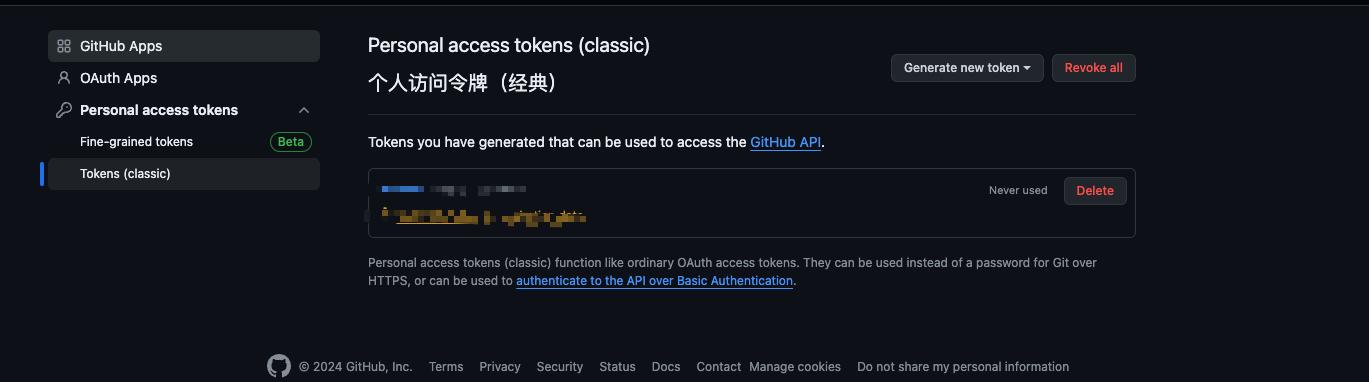 GitHub Apps
OAuth Apps
Personal access tokens
Fine-grained tokens Beta
Tokens (classic)
Personal access tokens (classic)
个人访问令牌（经典）
Generate new token
Revoke all
Tokens you have generated that can be used to access the GitHub API.
Never used
Delete
Personal access tokens (classic) function like ordinary OAuth access tokens. They can be used instead of a password for Git over
HTTPS, or can be used to authenticate to the API over Basic Authentication.
© 2024 GitHub, Inc. Terms Privacy Security Status Docs Contact Manage cookies Do not share my personal information